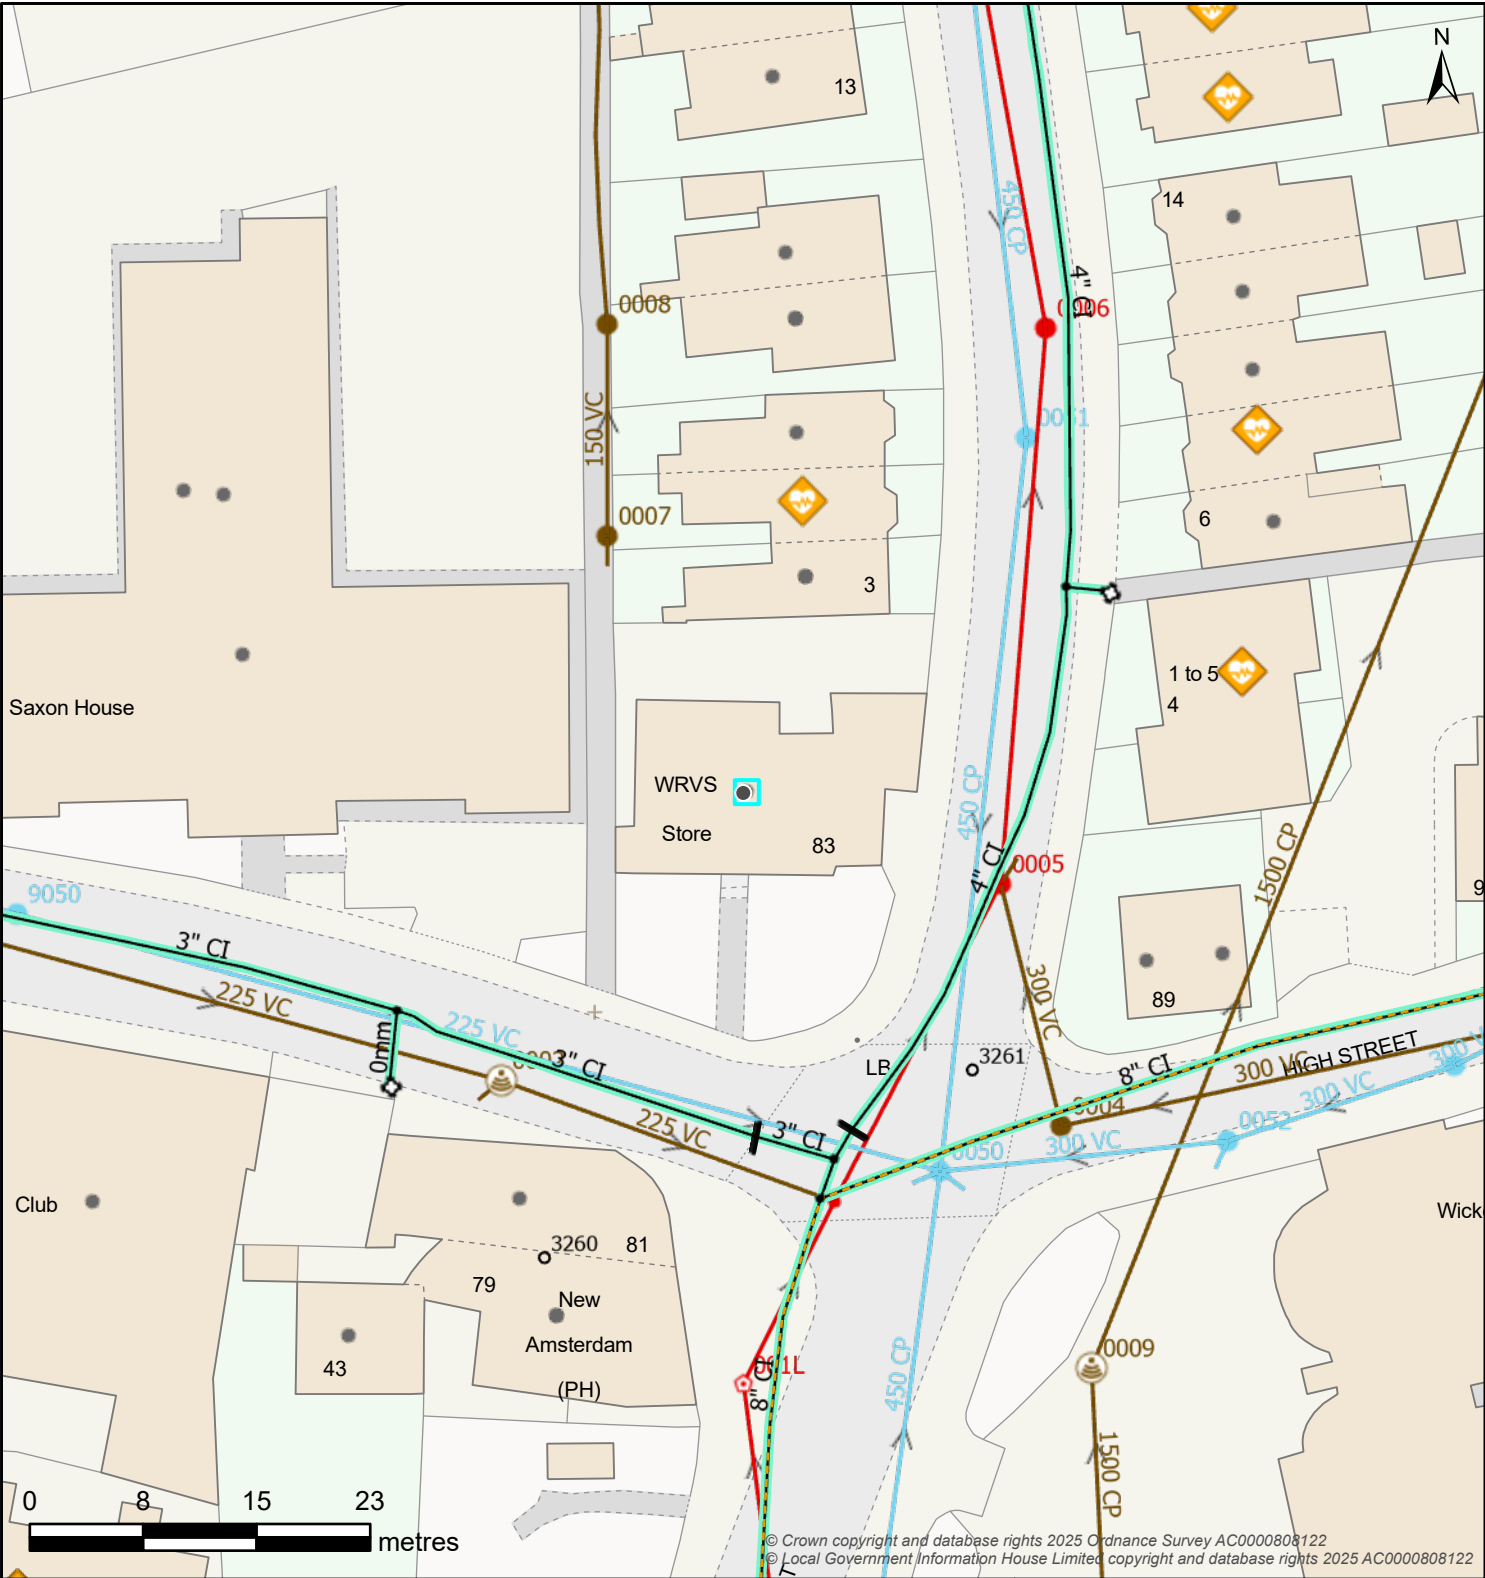 N
13
14
450 CP
4" CI
0008
0006
150 VC
0007
6
3
1 to 5
4
Saxon House
WRVS
Store
83
450 CP
4" CI
0005
1500 CP
9
9050
3" CI
225 VC
225 VC
300 VC
89
0mm
3" CI
LB
3261
8" CI
300 VC
HIGH STREET
300 V
300 VC
0004
0052
225 VC
3" CI
0050
300 VC
Club
Wick
3260
81
79
New
Amsterdam
(PH)
43
8" CI
450 CP
0009
1500 CP
0 8 15 23
metres
© Crown copyright and database rights 2025 Ordnance Survey AC0000808122
© Local Government Information House Limited copyright and database rights 2025 AC0000808122